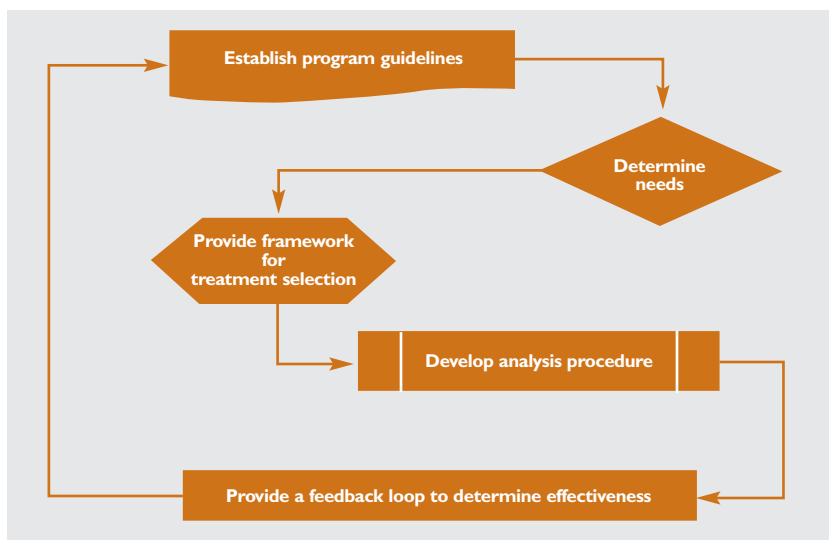 Establish program guidelines
Determine
needs
Provide framework
for
treatment selection
Develop analysis procedure
Provide a feedback loop to determine effectiveness